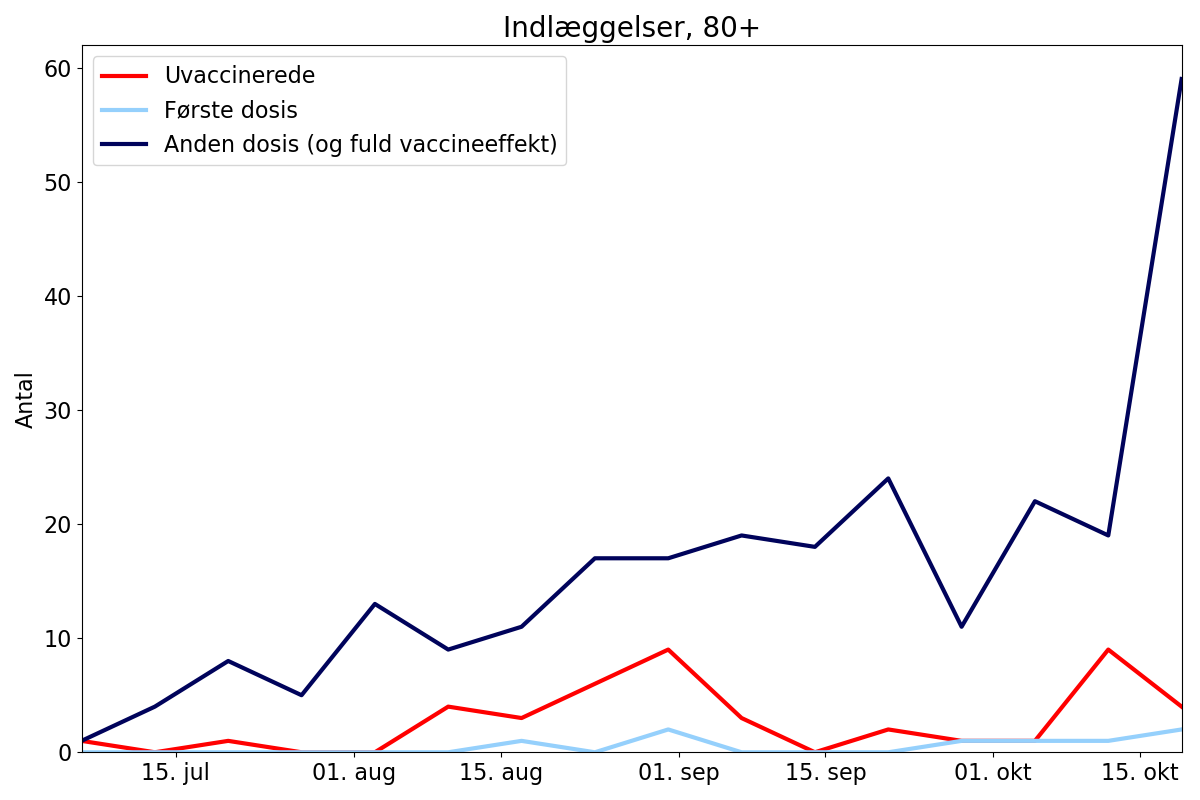 Indlæggelser, 80+
Uvaccinerede
Første dosis
Anden dosis (og fuld vaccineeffekt)
Antal
60
50
40
30
20
10
0
15. jul
01. aug
15. aug
01. sep
15. sep
01. okt
15. okt